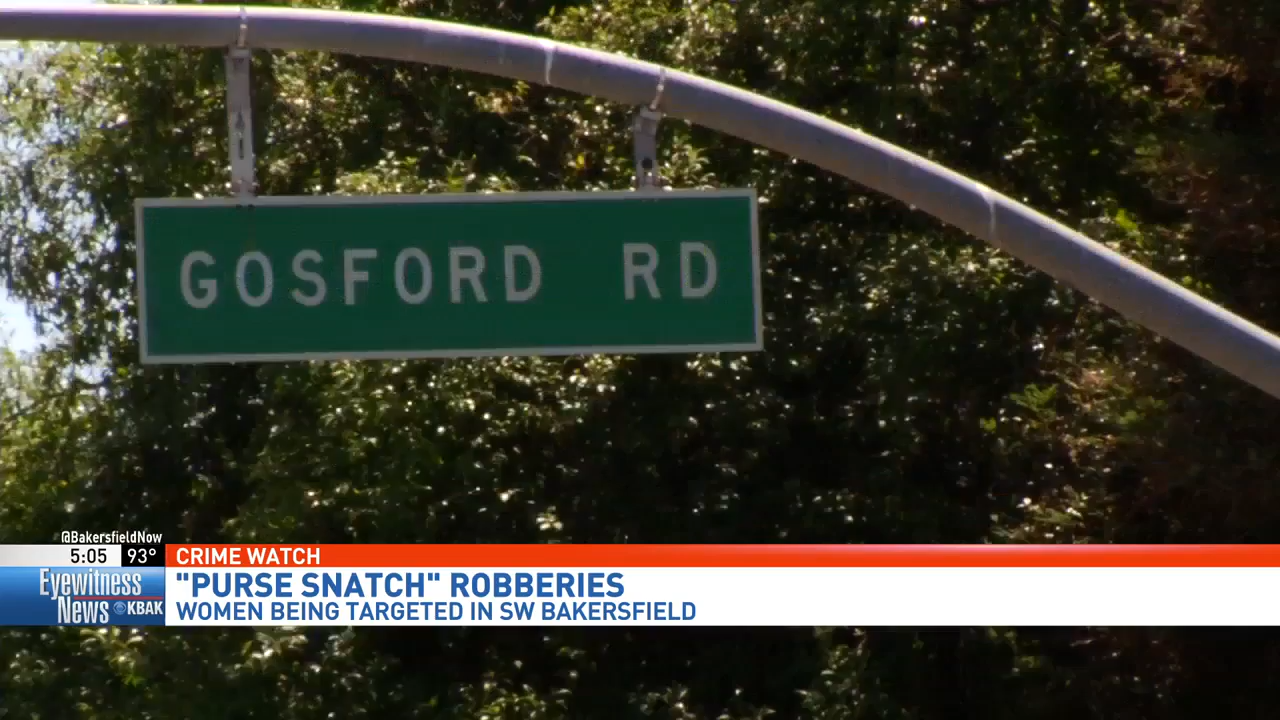 GOSFORD RD
@BakersfieldNow
5:05 93°
CRIME WATCH
Eyewitness News KBAK
"PURSE SNATCH" ROBBERIES
WOMEN BEING TARGETED IN SW BAKERSFIELD